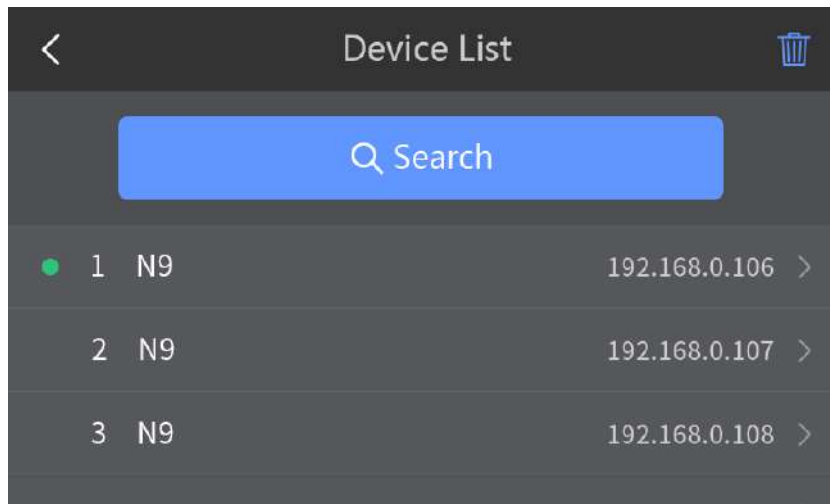 Device List
Search
1 N9 192.168.0.106
2 N9 192.168.0.107
3 N9 192.168.0.108